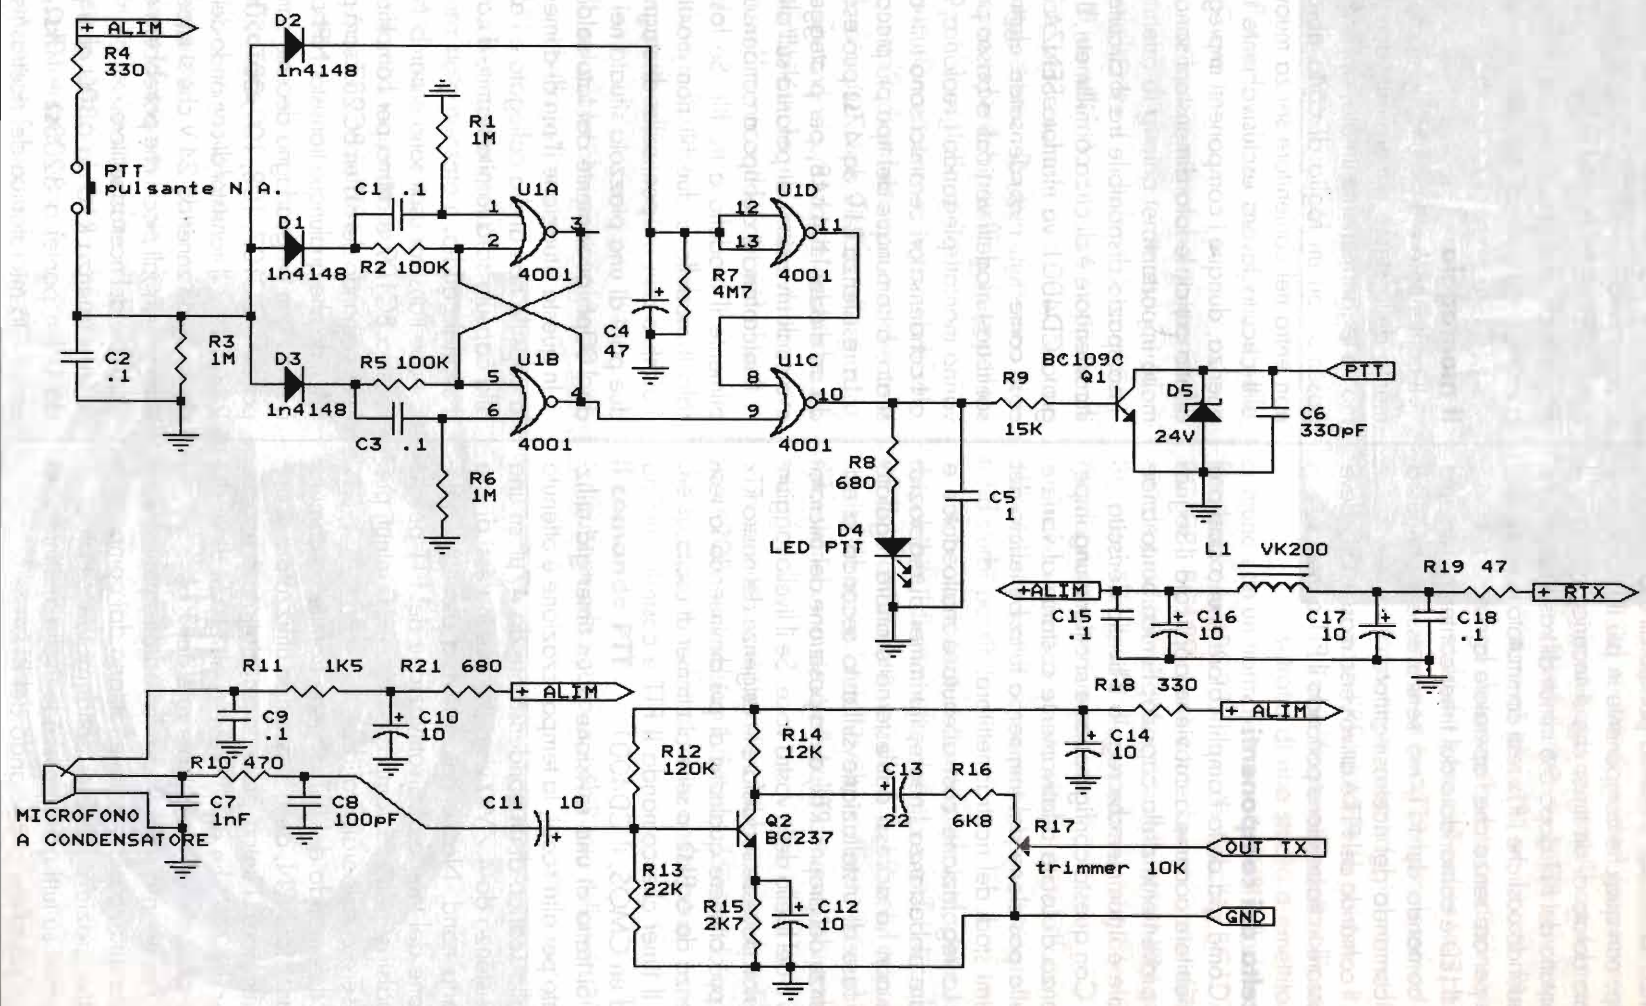 + ALIM
D2
R4
330
1n4148
R1
1M
PTT
pulsante N.A.
C1 .1
U1A
U1D
1
2
3
12
13
11
D1
1n4148
R2 100K
4001
R7
4M7
4001
C2
.1
R3
1M
C4
47
+
D3
1n4148
R5 100K
U1B
5
6
4
C3 .1
4001
U1C
8
9
10
4001
BC109C
Q1
R9
15K
D5
24V
PTT
C6
330pF
R6
1M
R8
680
C5
1
D4
LED PTT
L1 VK200
R19 47
+ALIM
+ RTX
C15
.1
+
C16
10
C17
10
+
C18
.1
R11 1K5
R21 680
+ ALIM
R18 330
+ ALIM
C9
.1
+
C10
10
R12
120K
R14
12K
+
C14
10
R10 470
MICROFONO
A CONDENSATORE
C7
1nF
C8
100pF
C11 10
+
Q2
BC237
C13
+
22
R16
6K8
R17
trimmer 10K
OUT TX
R13
22K
R15
2K7
+
C12
10
GND